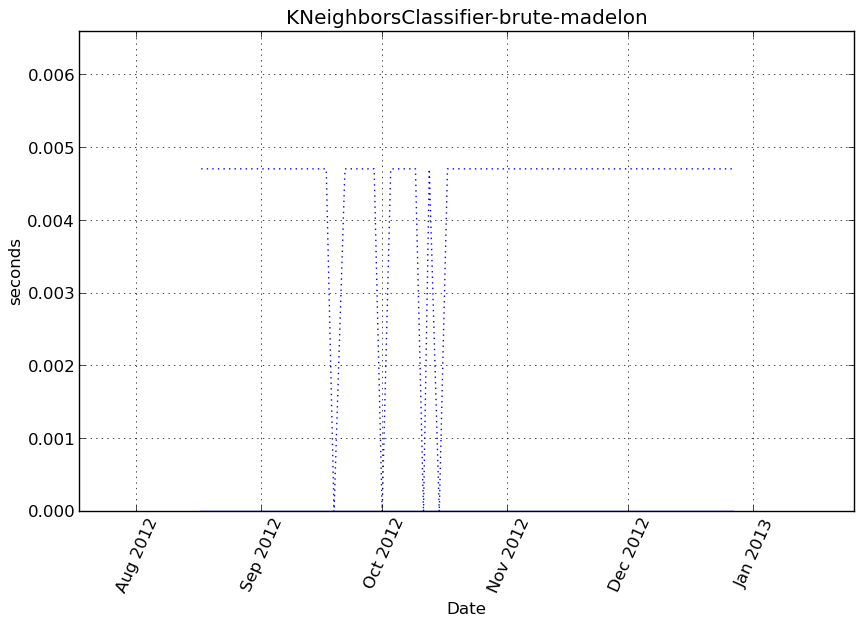 KNeighborsClassifier-brute-madelon
0.006
0.005
0.004
0.003
0.002
0.001
0.000
seconds
Aug 2012
Sep 2012
Oct 2012
Nov 2012
Dec 2012
Jan 2013
Date